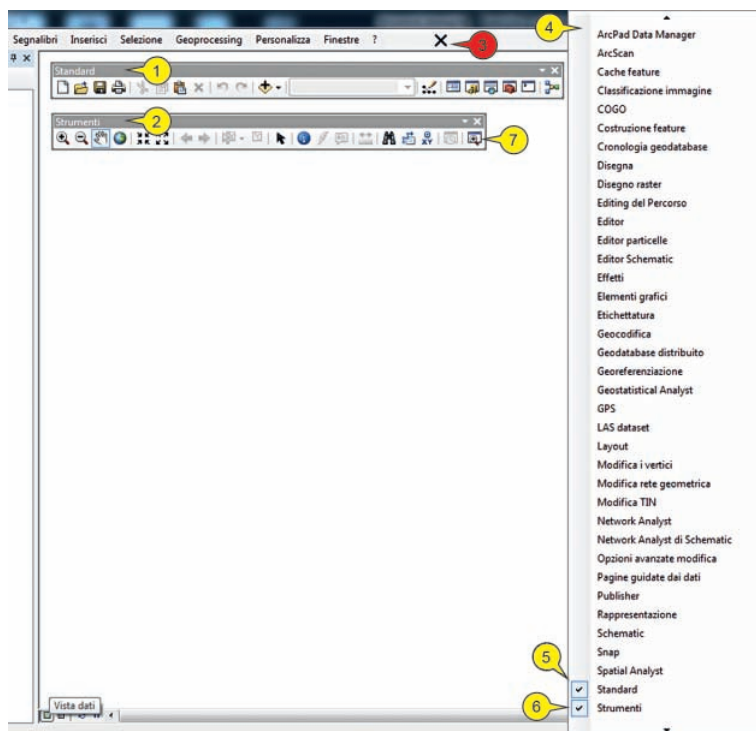 Segnalibri Inserisci Selezione Geoprocessing Personalizza Finestre ?
3
Standard
1
Strumenti
2
7
XY
Vista dati
4
ArcPad Data Manager
ArcScan
Cache feature
Classificazione immagine
COGO
Costruzione feature
Cronologia geodatabase
Disegna
Disegno raster
Editing del Percorso
Editor
Editor particelle
Editor Schematic
Effetti
Elementi grafici
Etichettatura
Geocodifica
Geodatabase distribuito
Georeferenziazione
Geostatistical Analyst
GPS
LAS dataset
Layout
Modifica i vertici
Modifica rete geometrica
Modifica TIN
Network Analyst
Network Analyst di Schematic
Opzioni avanzate modifica
Pagine guidate dai dati
Publisher
Rappresentazione
Schematic
Snap
Spatial Analyst
5
Standard
6
Strumenti